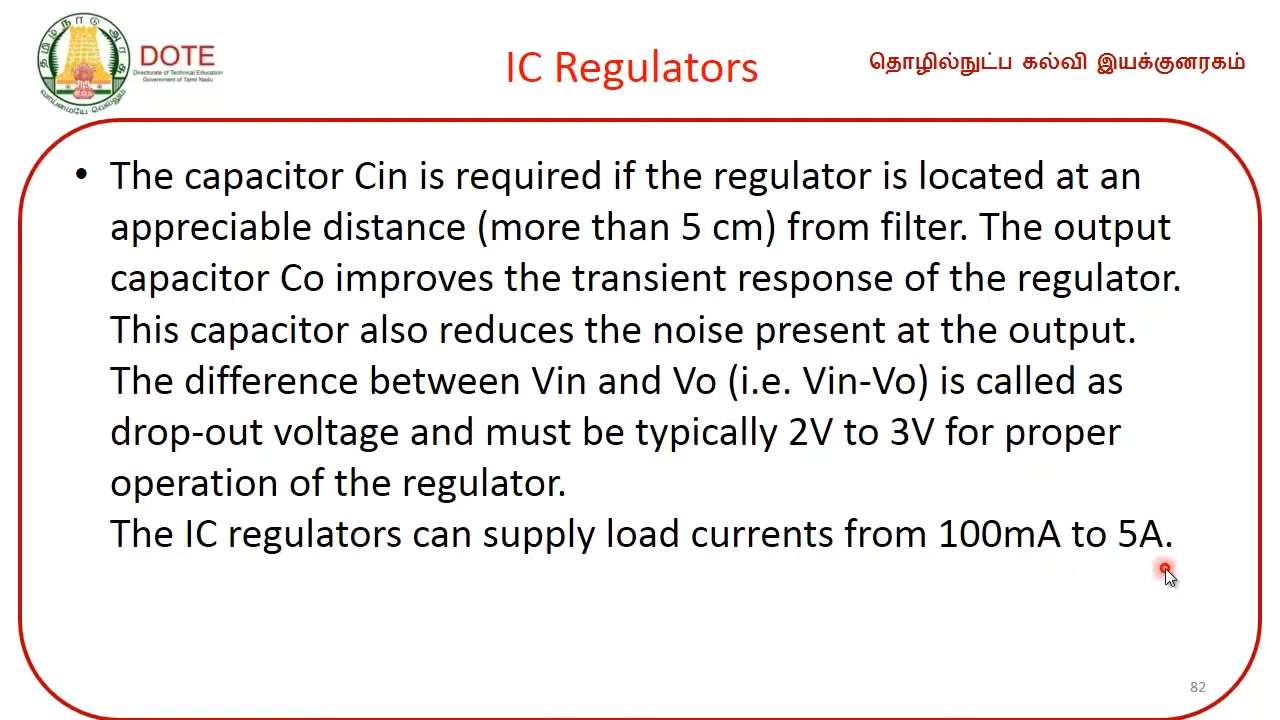 தமிழ்நாடு அரசு
வாய்மையே வெல்லும்
DOTE
Directorate of Technical Education
Government of Tamil Nadu
IC Regulators
தொழில்நுட்ப கல்வி இயக்குனரகம்
• The capacitor Cin is required if the regulator is located at an
appreciable distance (more than 5 cm) from filter. The output
capacitor Co improves the transient response of the regulator.
This capacitor also reduces the noise present at the output.
The difference between Vin and Vo (i.e. Vin-Vo) is called as
drop-out voltage and must be typically 2V to 3V for proper
operation of the regulator.
The IC regulators can supply load currents from 100mA to 5A.
82